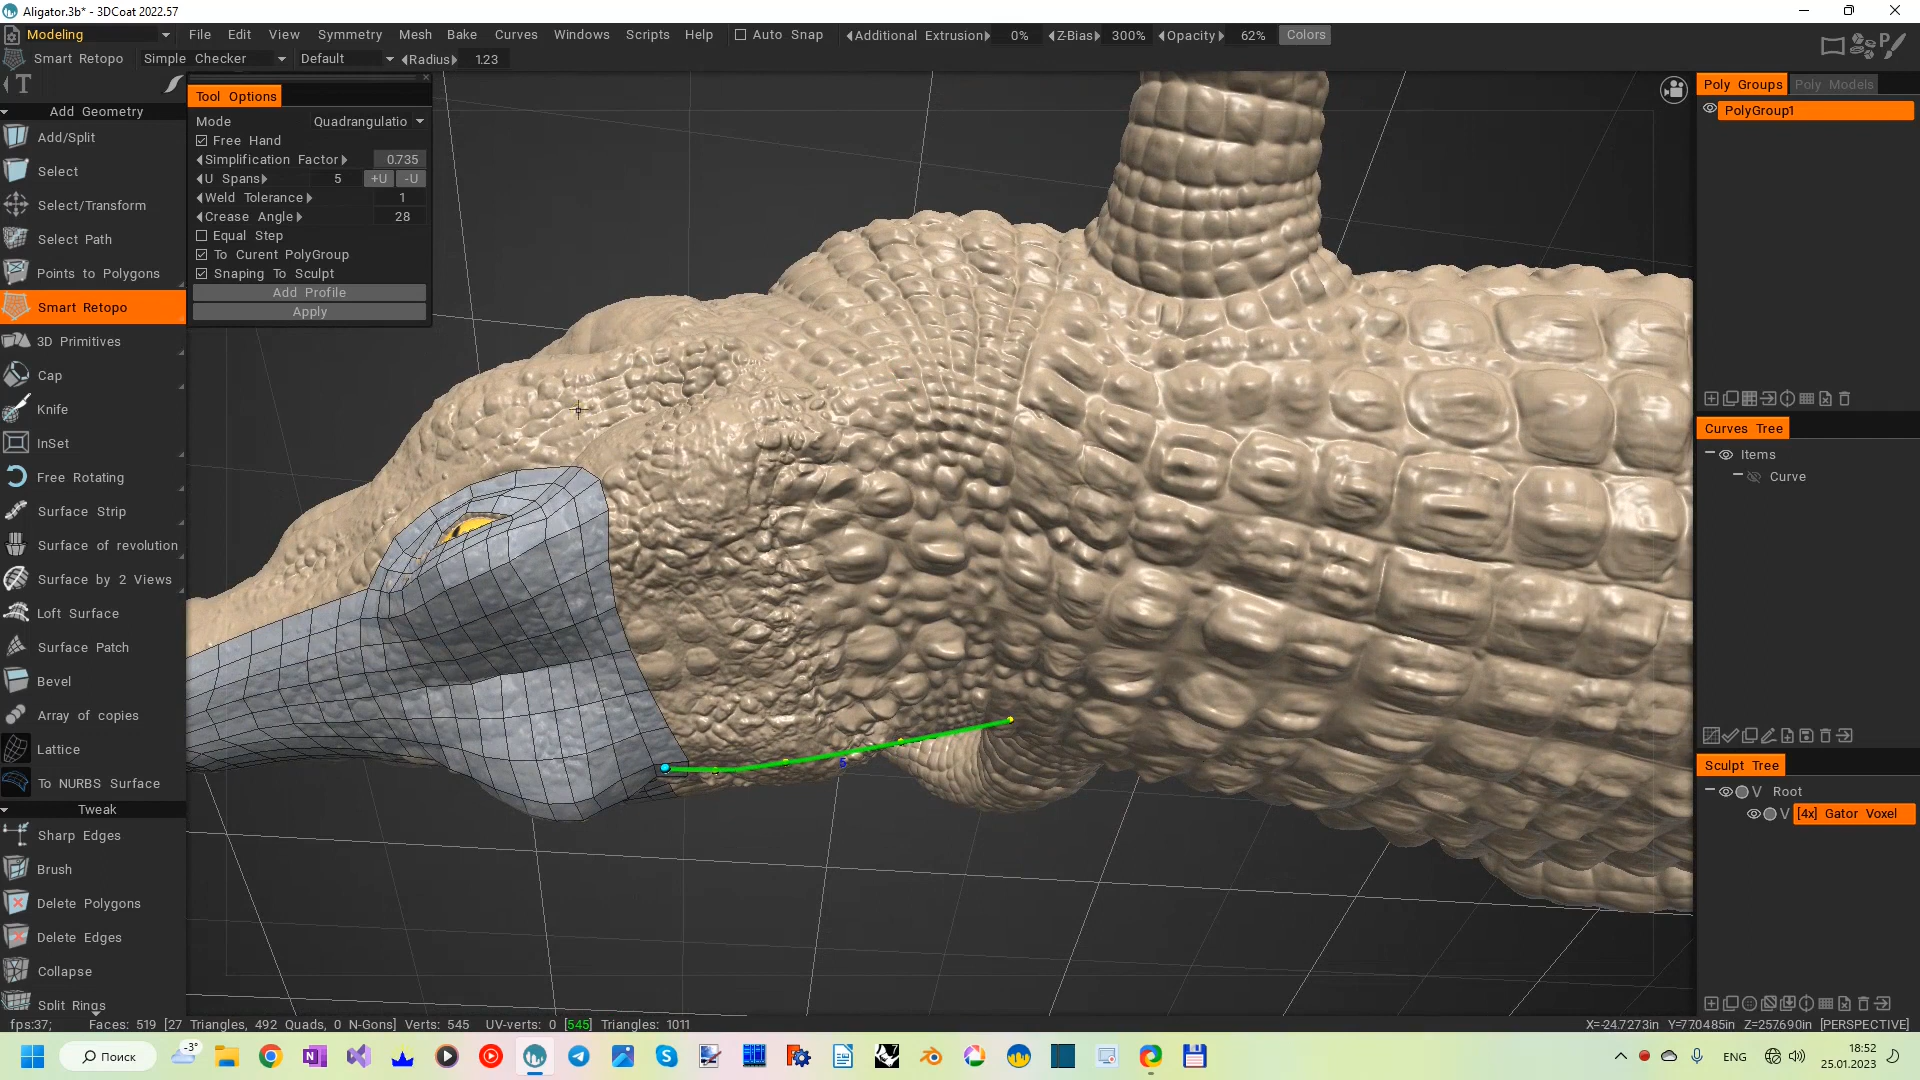 Aligator.3b* - 3DCoat 2022.57
Modeling File Edit View Symmetry Mesh Bake Curves Windows Scripts Help Auto Snap Additional Extrusion 0% Z-Bias 300% Opacity 62% Colors
Smart Retopo Simple Checker Default Radius 1.23
Tool Options
Mode Quadrangulatio
Free Hand
Simplification Factor 0.735
U Spans 5 +U -U
Weld Tolerance 1
Crease Angle 28
Equal Step
To Curent PolyGroup
Snaping To Sculpt
Add Profile
Apply
T
Add Geometry
Add/Split
Select
Select/Transform
Select Path
Points to Polygons
Smart Retopo
3D Primitives
Cap
Knife
InSet
Free Rotating
Surface Strip
Surface of revolution
Surface by 2 Views
Loft Surface
Surface Patch
Bevel
Array of copies
Lattice
To NURBS Surface
Tweak
Sharp Edges
Brush
Delete Polygons
Delete Edges
Collapse
Split Rings
5
Poly Groups Poly Models
PolyGroup1
Curves Tree
Items
Curve
Sculpt Tree
V Root
V [4x] Gator Voxel
fps:37; Faces: 519 [27 Triangles, 492 Quads, 0 N-Gons] Verts: 545 UV-verts: 0 [545] Triangles: 1011 X=-24.7273in Y=77.0485in Z=257.690in [PERSPECTIVE]
Поиск -3° ENG 18:52
25.01.2023